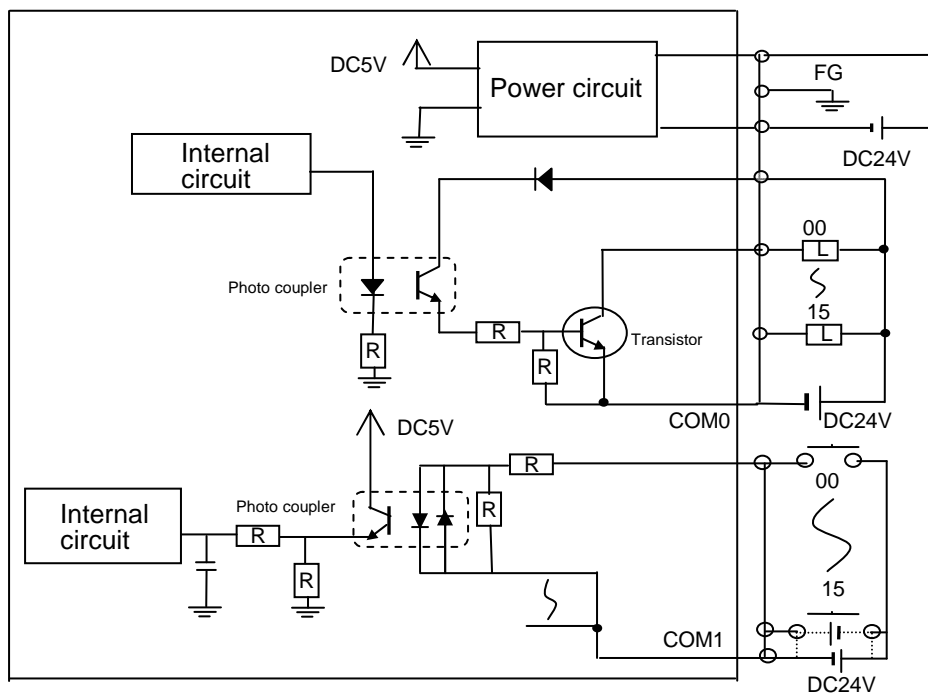 DC5V
Power circuit
FG
DC24V
Internal
circuit
00
L
15
L
Photo coupler
R
R
R
Transistor
COM0
DC24V
DC5V
R
00
Photo coupler
Internal
circuit
R
R
R
15
COM1
DC24V